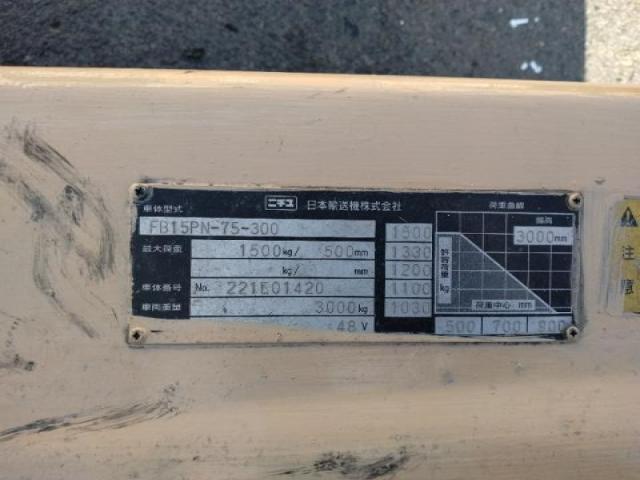 ニチユ 日本輸送機株式会社
車体型式 FB15PN-75-300
最大荷重 1500kg/ 500mm
kg/ mm
車体番号 No. 221E01420
車両重量 3000kg
48V
荷重曲線
揚高
3000mm
1500
1330
1200
1100
1030
許容荷重 kg
荷重中心 mm
500 700 900
注意